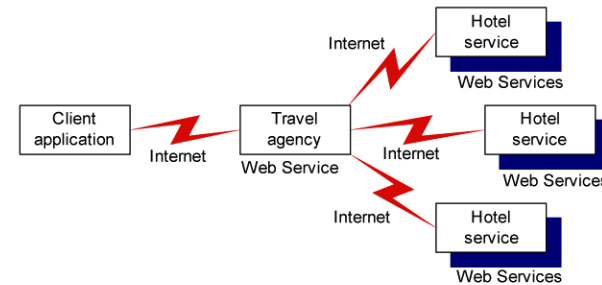 Hotel
service
Internet
Web Services
Client
application
Internet
Travel
agency
Web Service
Internet
Hotel
service
Web Services
Internet
Hotel
service
Web Services